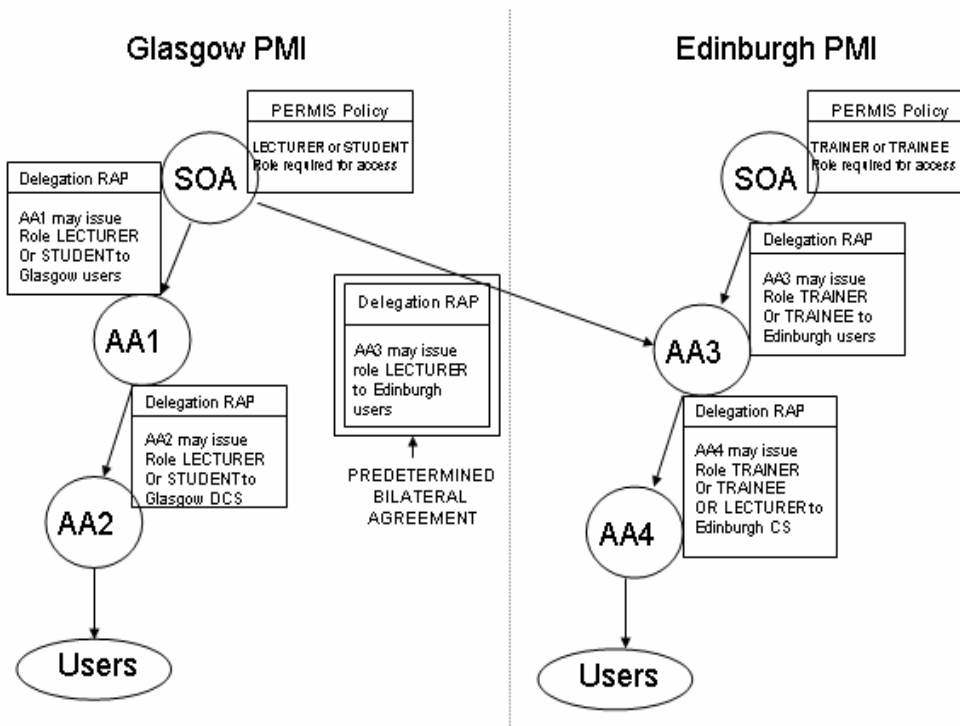 Glasgow PMI
Edinburgh PMI
PERMIS Policy
LECTURER or STUDENT
Role required for access
SOA
Delegation RAP
AA1 may issue
Role LECTURER
Or STUDENT to
Glasgow users
PERMIS Policy
TRAINER or TRAINEE
Role required for access
SOA
Delegation RAP
AA3 may issue
Role TRAINER
Or TRAINEE to
Edinburgh users
Delegation RAP
AA3 may issue
role LECTURER
to Edinburgh
users
PREDETERMINED
BILATERAL
AGREEMENT
AA1
AA3
Delegation RAP
AA2 may issue
Role LECTURER
Or STUDENT to
Glasgow DCS
Delegation RAP
AA4 may issue
Role TRAINER
Or TRAINEE
OR LECTURER to
Edinburgh CS
AA2
AA4
Users
Users